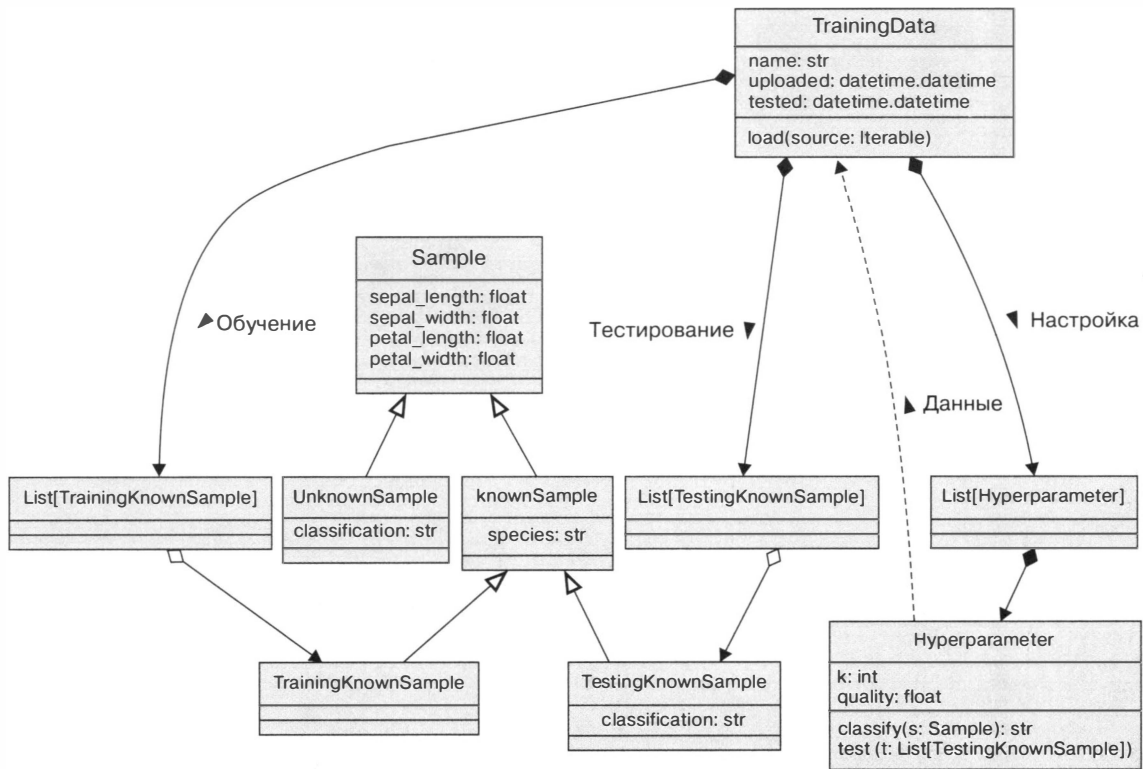 TrainingData
name: str
uploaded: datetime.datetime
tested: datetime.datetime
load(source: Iterable)
Sample
sepal_length: float
sepal_width: float
petal_length: float
petal_width: float
Обучение
Тестирование
Настройка
Данные
List[TrainingKnownSample]
UnknownSample
classification: str
knownSample
species: str
List[TestingKnownSample]
List[Hyperparameter]
TrainingKnownSample
TestingKnownSample
classification: str
Hyperparameter
k: int
quality: float
classify(s: Sample): str
test (t: List[TestingKnownSample])